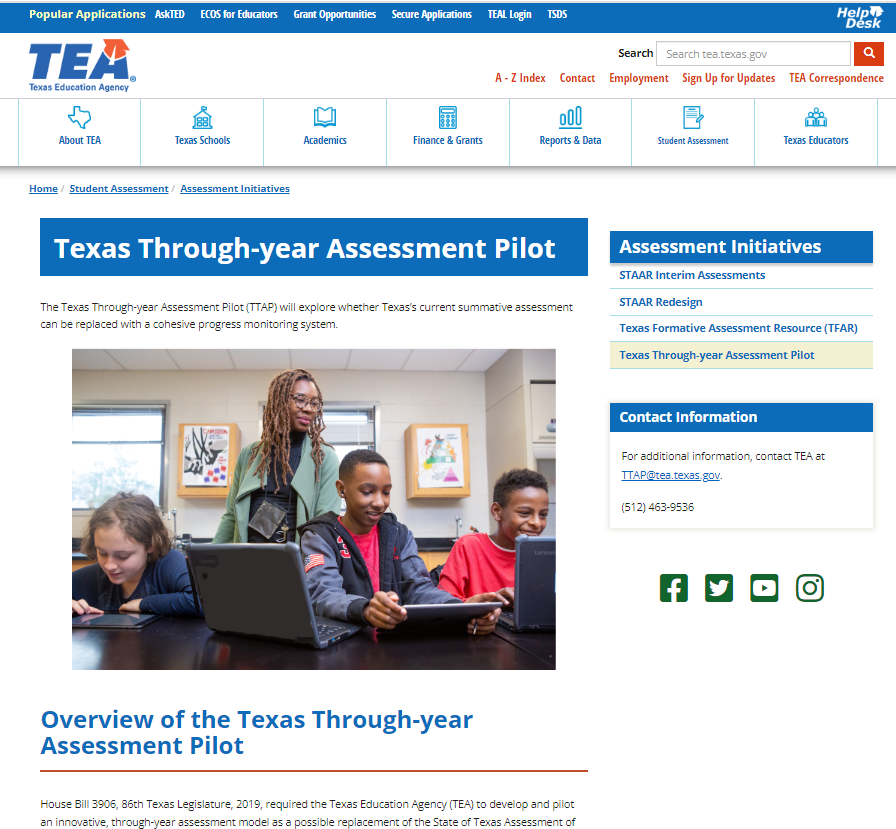 Popular Applications AskTED ECOS for Educators Grant Opportunities Secure Applications TEAL Login TSDS
Help Desk
TEA
Texas Education Agency
Search Search tea.texas.gov
A - Z Index Contact Employment Sign Up for Updates TEA Correspondence
About TEA Texas Schools Academics Finance & Grants Reports & Data Student Assessment Texas Educators
Home / Student Assessment / Assessment Initiatives
Texas Through-year Assessment Pilot
The Texas Through-year Assessment Pilot (TTAP) will explore whether Texas's current summative assessment
can be replaced with a cohesive progress monitoring system.
Lenovo
Overview of the Texas Through-year
Assessment Pilot
House Bill 3906, 86th Texas Legislature, 2019, required the Texas Education Agency (TEA) to develop and pilot
an innovative, through-year assessment model as a possible replacement of the State of Texas Assessment of
Assessment Initiatives
STAAR Interim Assessments
STAAR Redesign
Texas Formative Assessment Resource (TFAR)
Texas Through-year Assessment Pilot
Contact Information
For additional information, contact TEA at
TTAP@tea.texas.gov.
(512) 463-9536